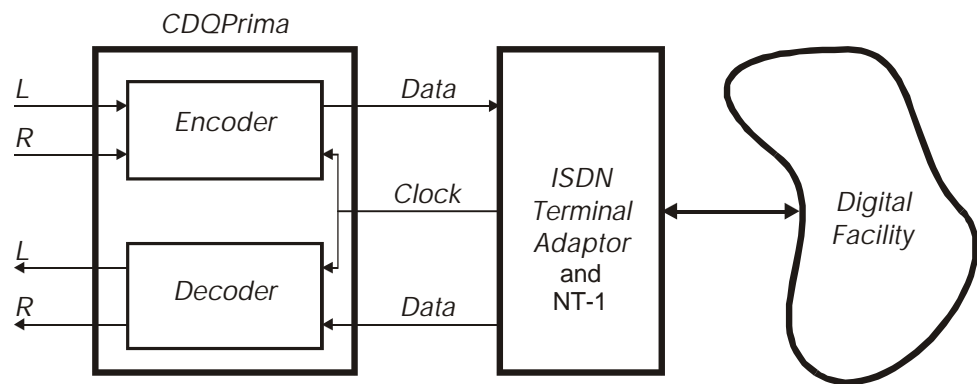 CDQPrima
L
R
Encoder
Data
Clock
L
R
Decoder
Data
ISDN
Terminal
Adaptor
and
NT-1
Digital
Facility